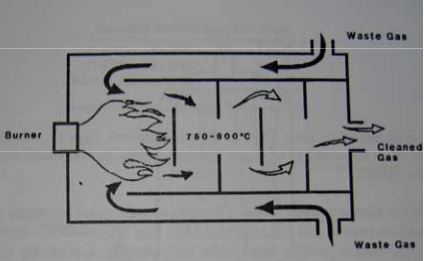 Waste Gas
Burner
750-900°C
Cleaned
Gas
Waste Gas